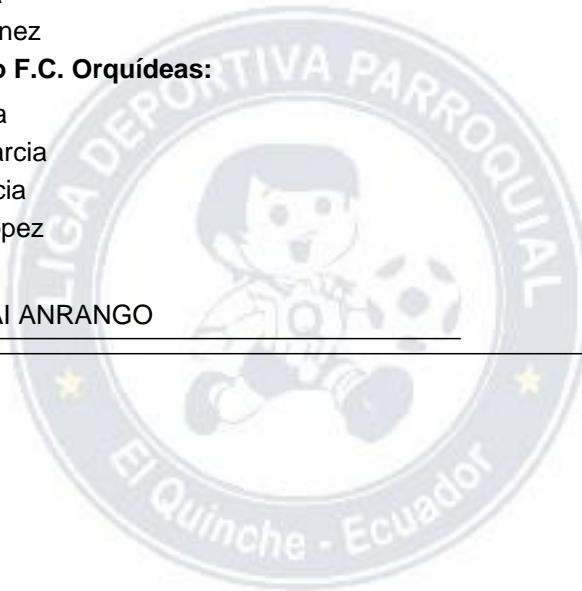 nez
o F.C. Orquídeas:
a
arcia
cia
pez
AI ANRANGO
LIGA DEPORTIVA PARROQUIAL
El Quinche - Ecuador